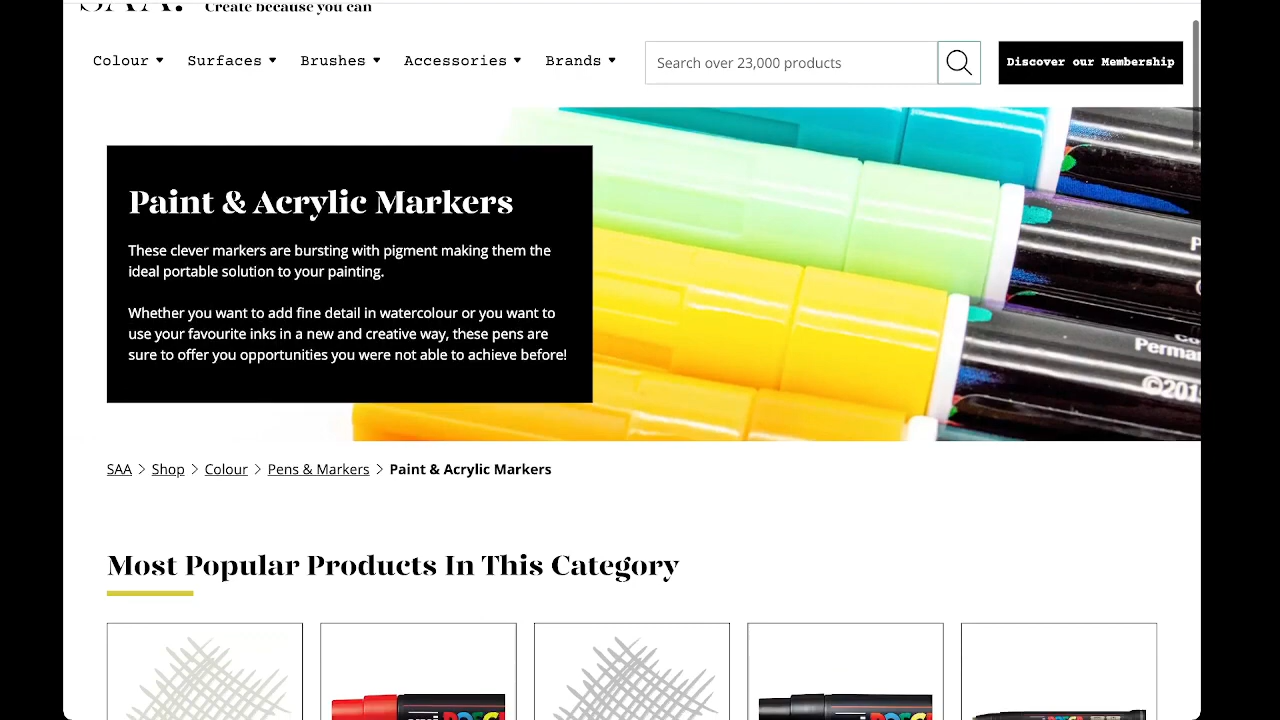 SAA. Create because you can
Colour Surfaces Brushes Accessories Brands Search over 23,000 products Discover our Membership
Paint & Acrylic Markers
These clever markers are bursting with pigment making them the
ideal portable solution to your painting.
Whether you want to add fine detail in watercolour or you want to
use your favourite inks in a new and creative way, these pens are
sure to offer you opportunities you were not able to achieve before!
©201
SAA > Shop > Colour > Pens & Markers > Paint & Acrylic Markers
Most Popular Products In This Category